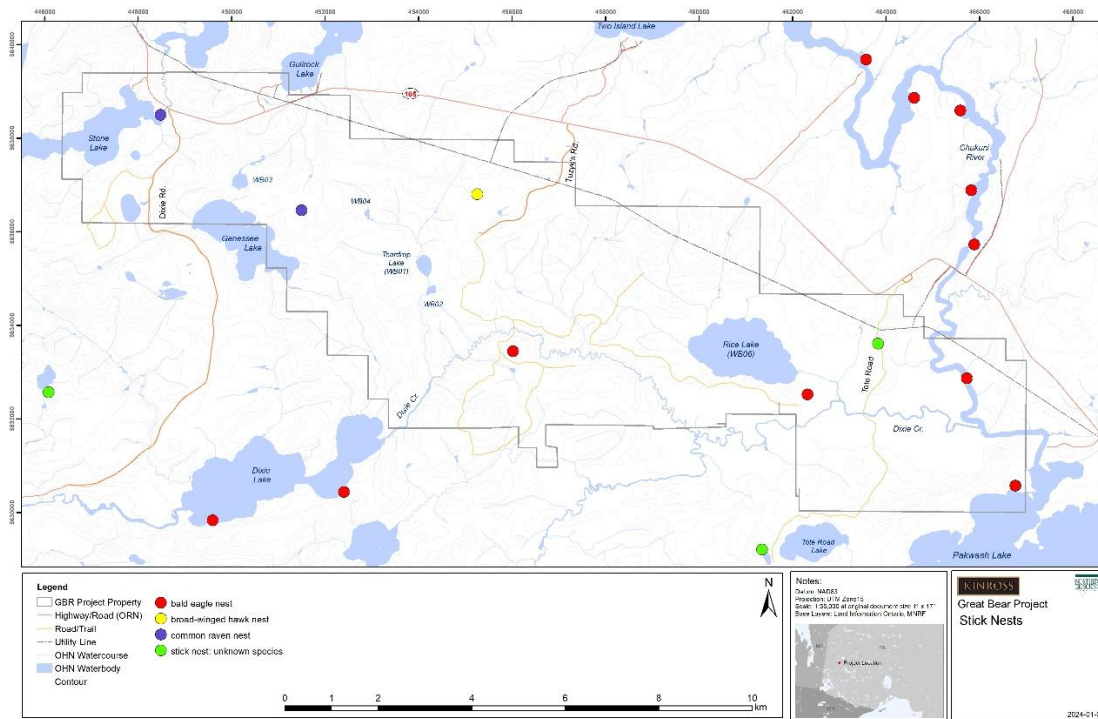 448000 450000 452000 454000 456000 458000 460000 462000 464000 466000 468000
Two Island Lake
Gullrock
Lake
105
Stone
Lake
Chukuni
River
Tuzyk's Rd.
WB03
Dixie Rd.
WB04
Genessee
Lake
Teardrop
Lake
(WB01)
WB02
Rice Lake
(WB06)
Tote Road
Dixie Cr.
Dixie Cr.
Dixie
Lake
Tote Road
Lake
Pakwash Lake
Legend
GBR Project Property
Highway/Road (ORN)
Road/Trail
Utility Line
OHN Watercourse
OHN Waterbody
Contour
bald eagle nest
broad-winged hawk nest
common raven nest
stick nest: unknown species
N
0 1 2 4 6 8 10
km
Notes:
Datum: NAD83
Projection: UTM Zone15
Base Layers: Land Information Ontario, MNRF
Project Location
KINROSS
Great Bear Project
Stick Nests